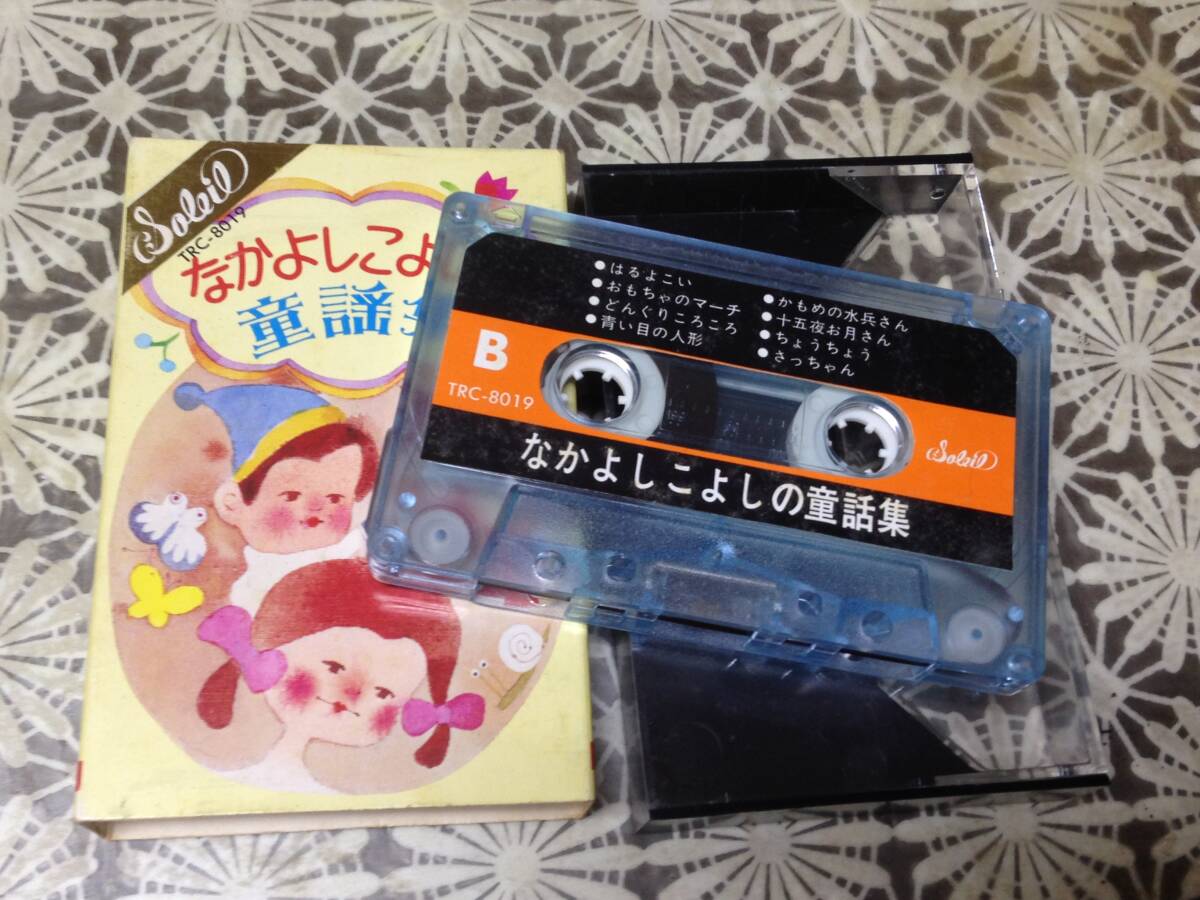 Soleil
TRC-8019
なかよしこよ
童謡
はるよこい
おもちゃのマーチ
どんぐりころころ
青い目の人形
かもめの水兵さん
十五夜お月さん
ちょうちょう
さっちゃん
B
TRC-8019
Soleil
なかよしこよしの童話集